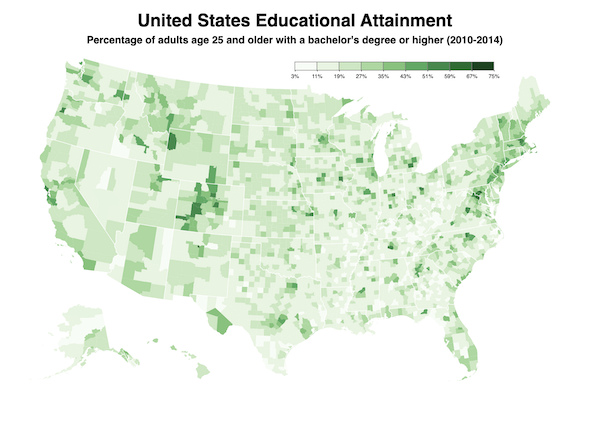 United States Educational Attainment
Percentage of adults age 25 and older with a bachelor's degree or higher (2010-2014)
3% 11% 19% 27% 35% 43% 51% 59% 67% 75%